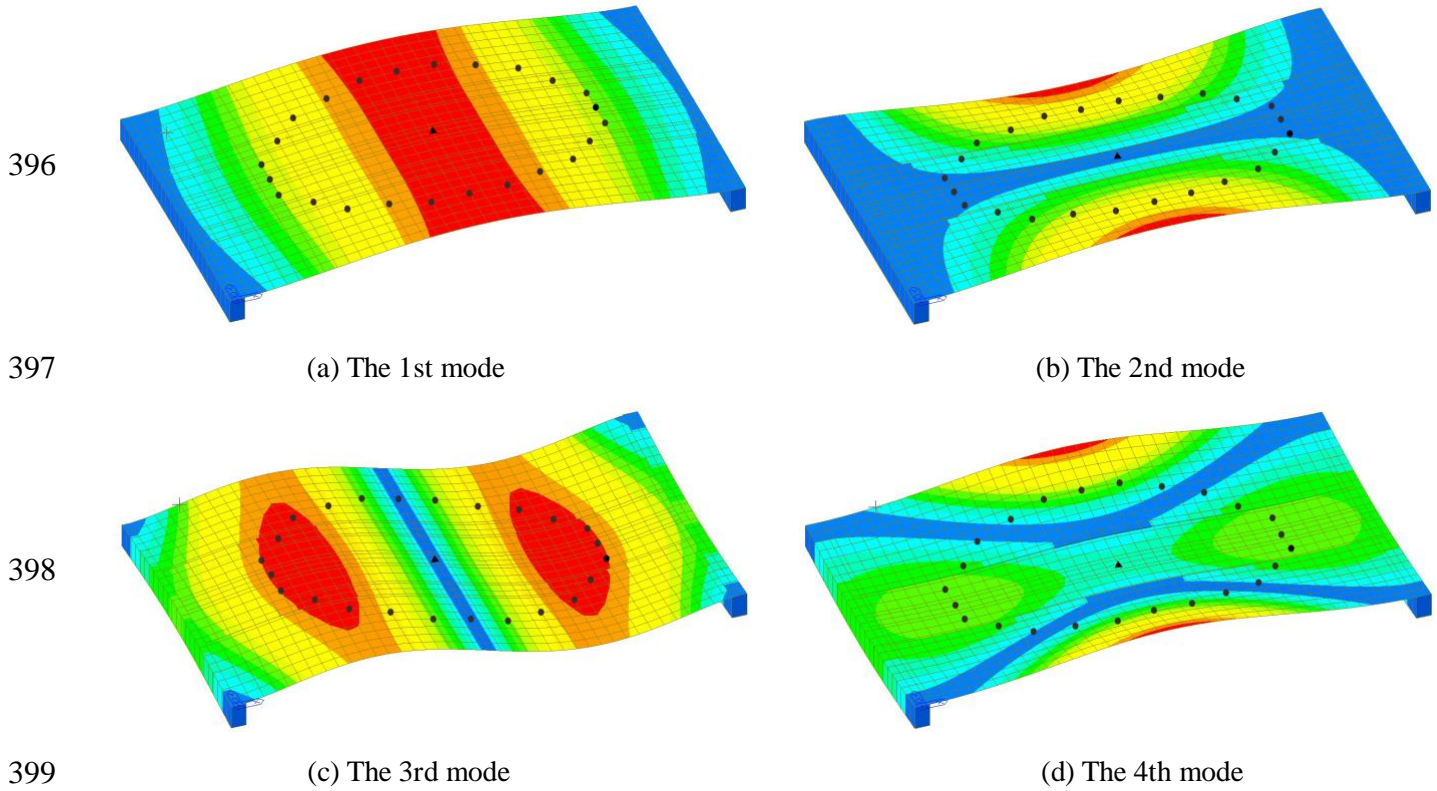 396
397 (a) The 1st mode (b) The 2nd mode
398
399 (c) The 3rd mode (d) The 4th mode